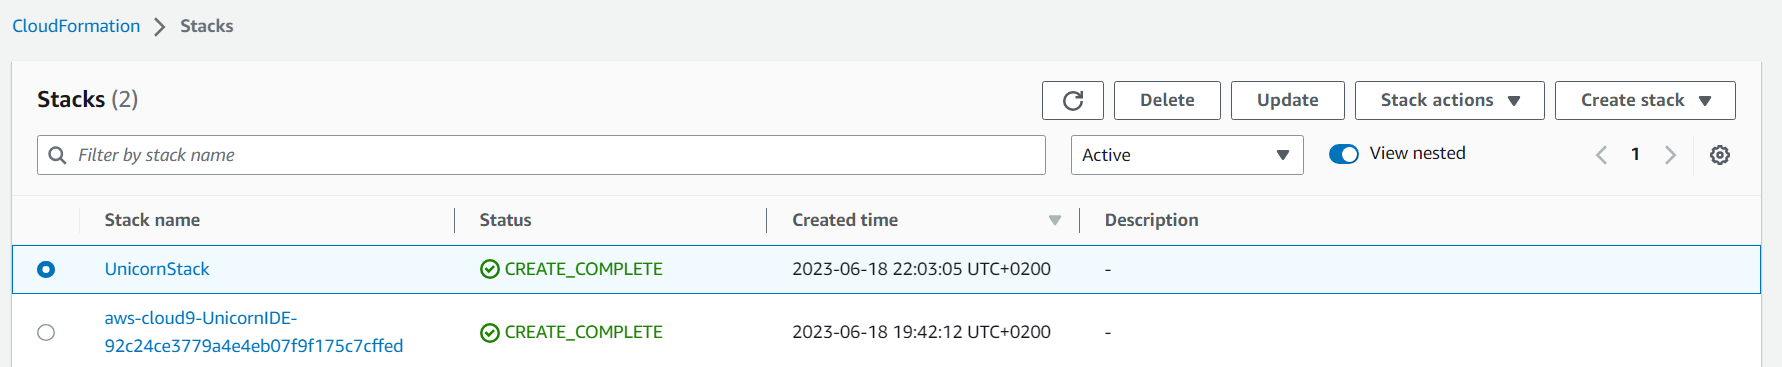 CloudFormation > Stacks
Stacks (2)
Delete
Update
Stack actions
Create stack
Filter by stack name
Active
View nested
1
Stack name
Status
Created time
Description
UnicornStack
CREATE_COMPLETE
2023-06-18 22:03:05 UTC+0200
-
aws-cloud9-UnicornIDE-
92c24ce3779a4e4eb07f9f175c7cffed
CREATE_COMPLETE
2023-06-18 19:42:12 UTC+0200
-